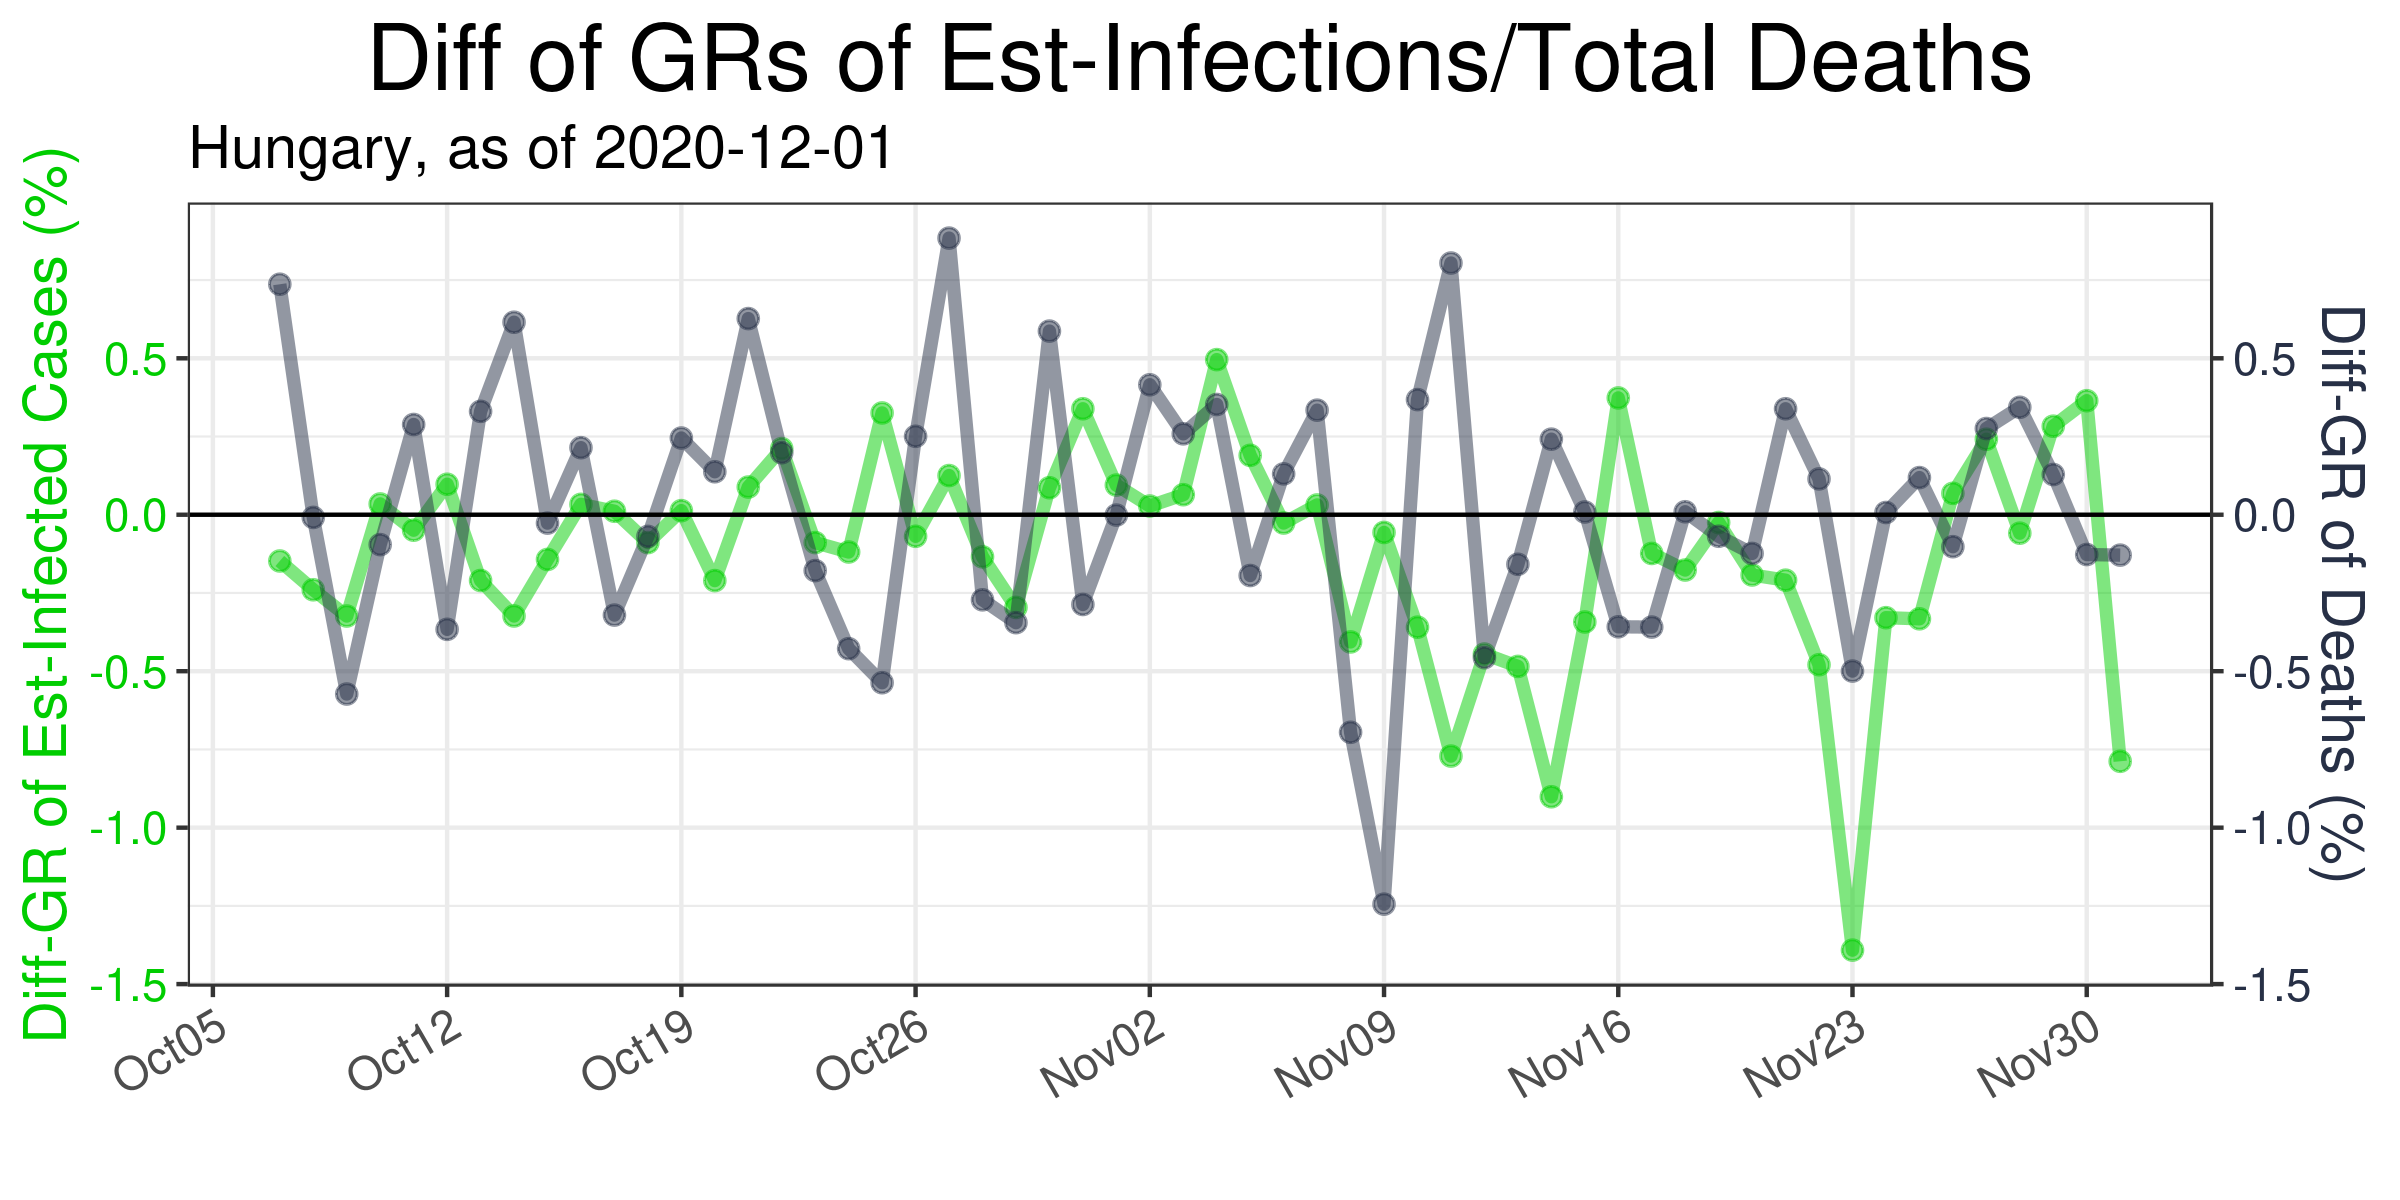 Diff of GRs of Est-Infections/Total Deaths
Hungary, as of 2020-12-01
Diff-GR of Est-Infected Cases (%)
0.5
0.0
-0.5
-1.0
-1.5
0.5
0.0
-0.5
-1.0
-1.5
Diff-GR of Deaths (%)
Oct05
Oct12
Oct19
Oct26
Nov02
Nov09
Nov16
Nov23
Nov30